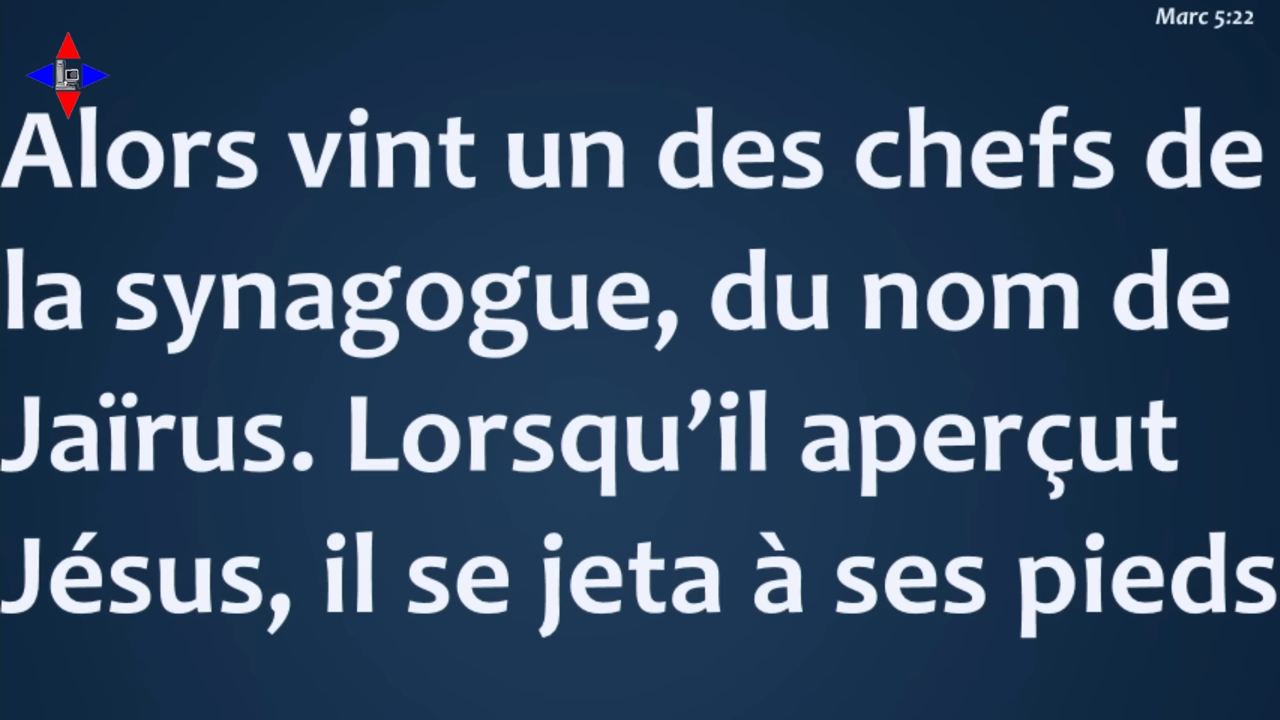 Marc 5:22
Alors vint un des chefs de
la synagogue, du nom de
Jaïrus. Lorsqu’il aperçut
Jésus, il se jeta à ses pieds